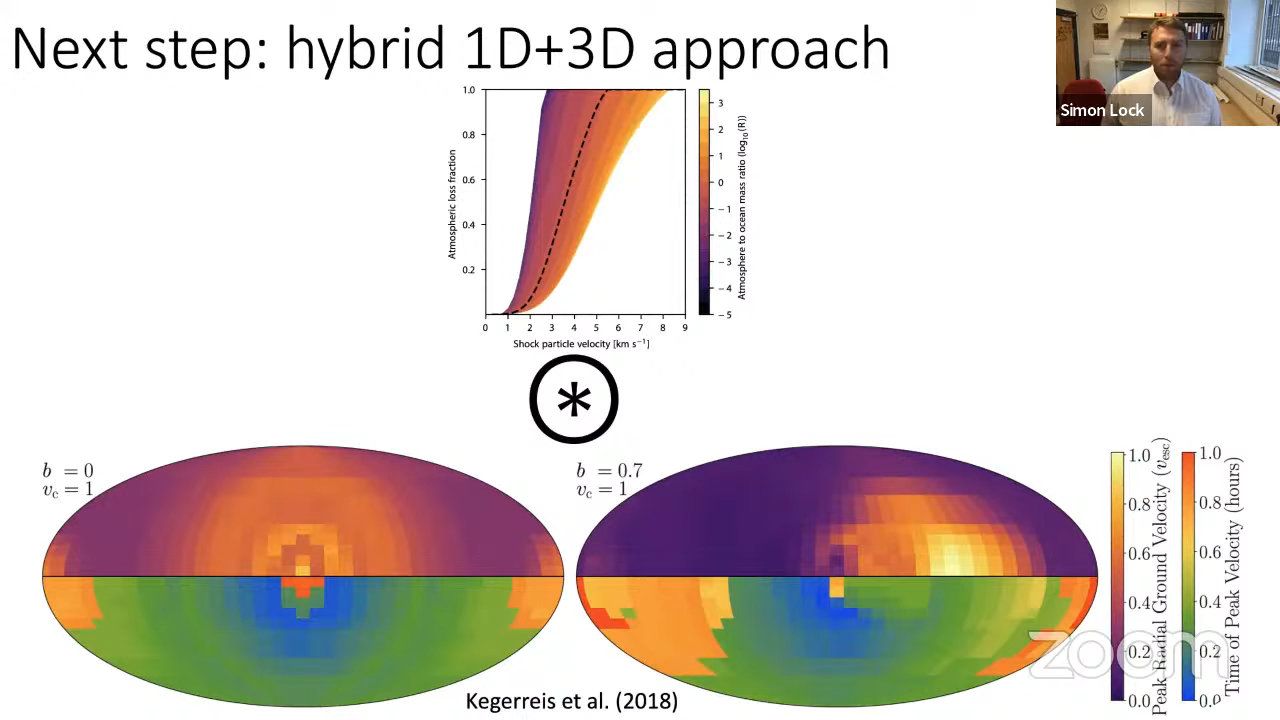 Next step: hybrid 1D+3D approach
Simon Lock
1.0
0.8
0.6
0.4
0.2
Atmospheric loss fraction
0 1 2 3 4 5 6 7 8 9
Shock particle velocity [km s⁻¹]
3
2
1
0
−1
−2
−3
−4
−5
Atmosphere to ocean mass ratio (log₁₀(R))
*
b = 0
v_c = 1
b = 0.7
v_c = 1
1.0
0.8
0.6
0.4
0.2
0.0
Peak Radial Ground Velocity (v_esc)
1.0
0.8
0.6
0.4
0.2
0.0
Time of Peak Velocity (hours)
zoom
Kegerreis et al. (2018)